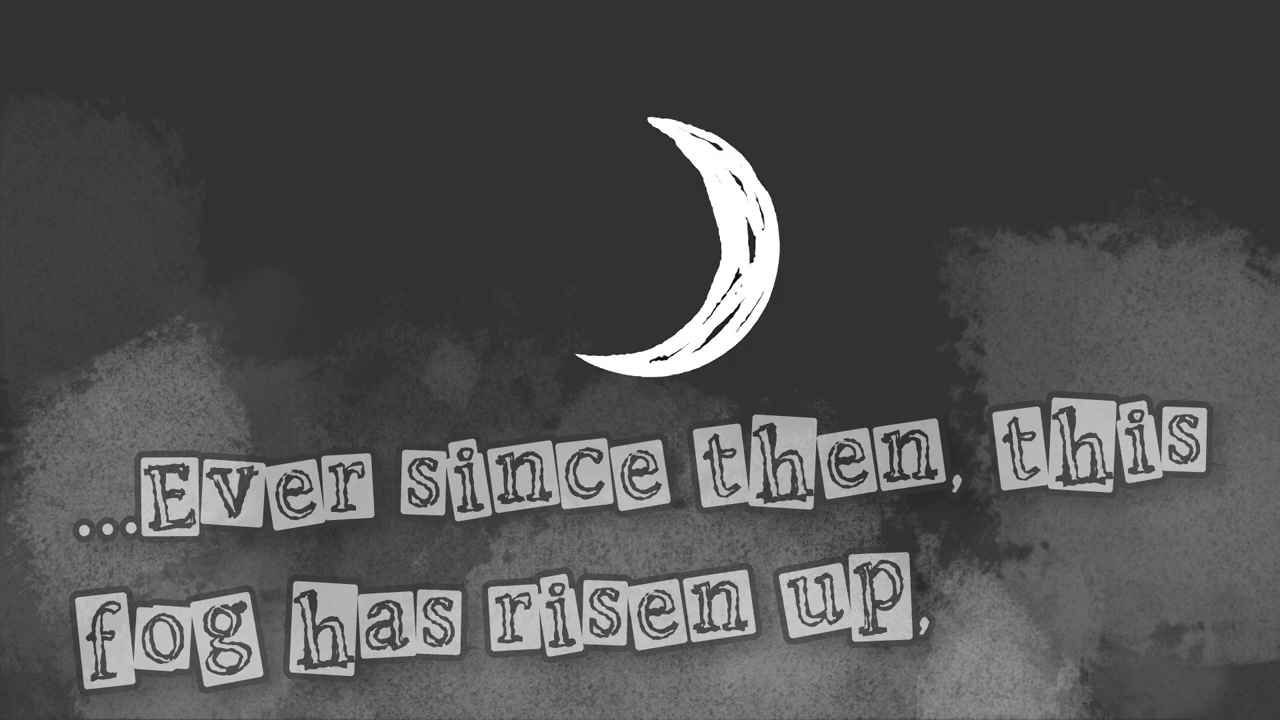 ...Ever since then, this
fog has risen up,